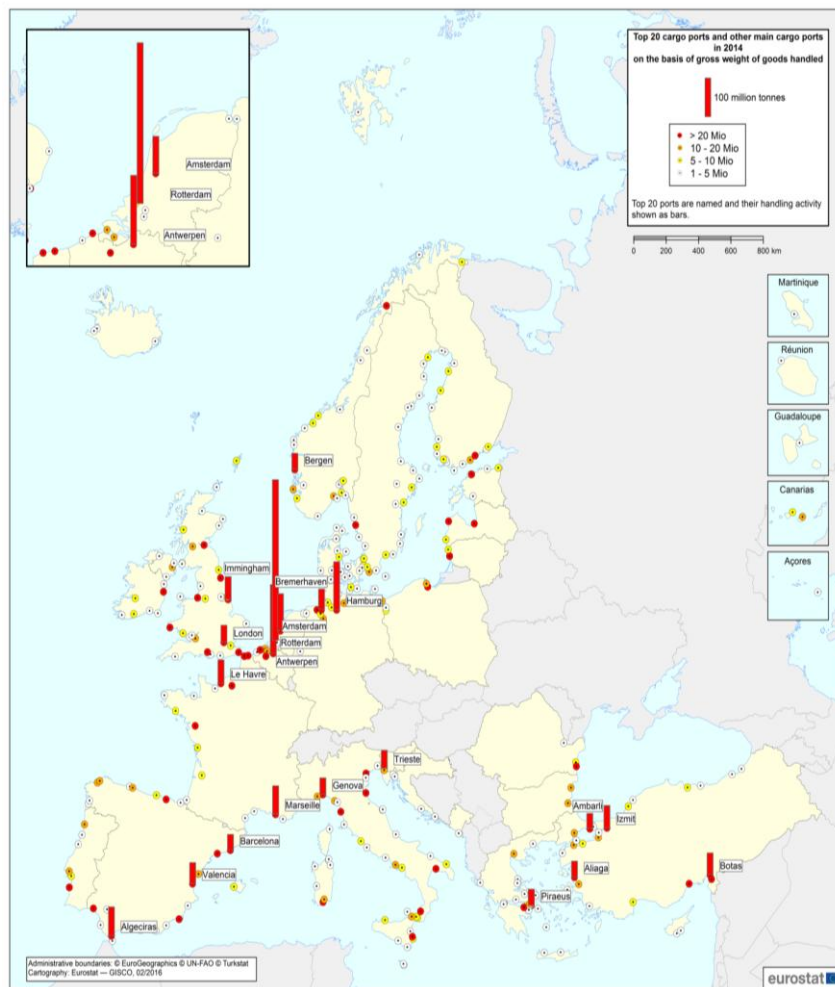 Top 20 cargo ports and other main cargo ports
in 2014
on the basis of gross weight of goods handled
100 million tonnes
> 20 Mio
10 - 20 Mio
5 - 10 Mio
1 - 5 Mio
Top 20 ports are named and their handling activity
shown as bars.
0 200 400 600 800 km
Amsterdam
Rotterdam
Antwerpen
Martinique
Réunion
Guadaloupe
Canarias
Açores
Bergen
Immingham
Bremerhaven
Hamburg
Amsterdam
London
Rotterdam
Antwerpen
Le Havre
Trieste
Genova
Marseille
Ambarli
Izmit
Barcelona
Valencia
Aliaga
Botas
Piraeus
Algeciras
Administrative boundaries: © EuroGeographics © UN-FAO © Turkstat
Cartography: Eurostat — GISCO, 02/2016
eurostat